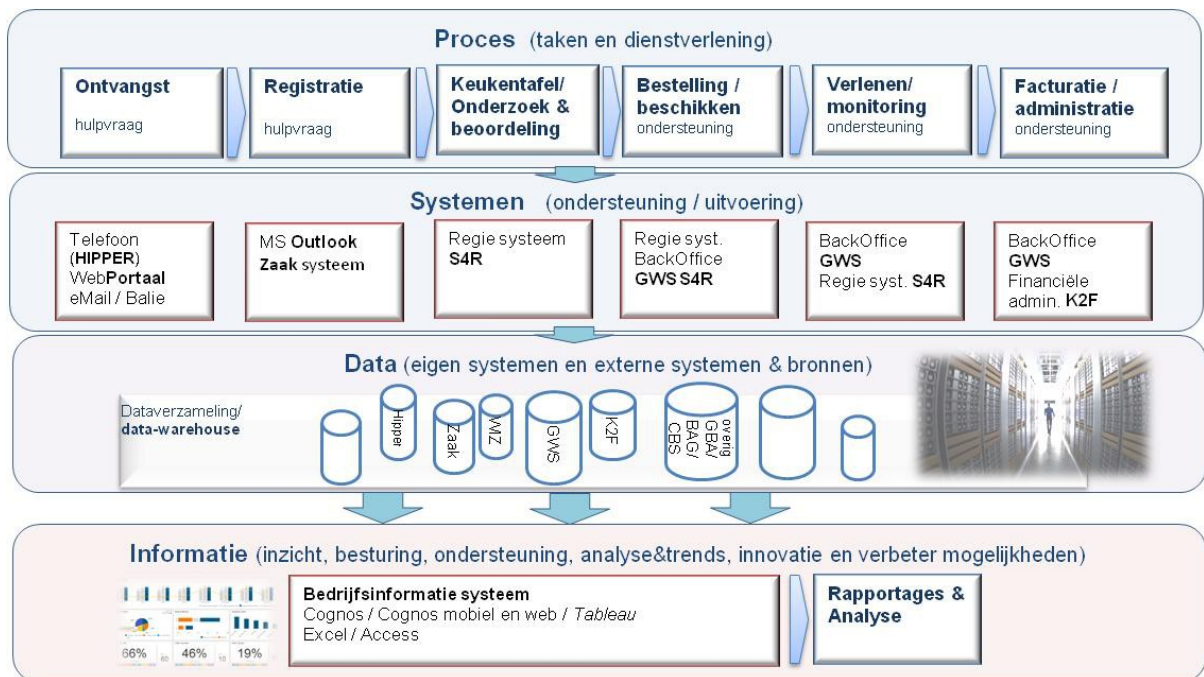 Proces (taken en dienstverlening)
Ontvangst
hulpvraag
Registratie
hulpvraag
Keukentafel/
Onderzoek &
beoordeling
Bestelling /
beschikken
ondersteuning
Verlenen/
monitoring
ondersteuning
Facturatie /
administratie
ondersteuning
Systemen (ondersteuning / uitvoering)
Telefoon
(HIPPER)
WebPortaal
eMail / Balie
MS Outlook
Zaak systeem
Regie systeem
S4R
Regie syst.
BackOffice
GWS S4R
BackOffice
GWS
Regie syst. S4R
BackOffice
GWS
Financiële
admin. K2F
Data (eigen systemen en externe systemen & bronnen)
Dataverzameling/
data-warehouse
Hipper
Zaak
WIZ
GWS
K2F
overig
GBA/
BAG/
CBS
Informatie (inzicht, besturing, ondersteuning, analyse&trends, innovatie en verbeter mogelijkheden)
66%
46%
19%
Bedrijfsinformatie systeem
Cognos / Cognos mobiel en web / Tableau
Excel / Access
Rapportages &
Analyse